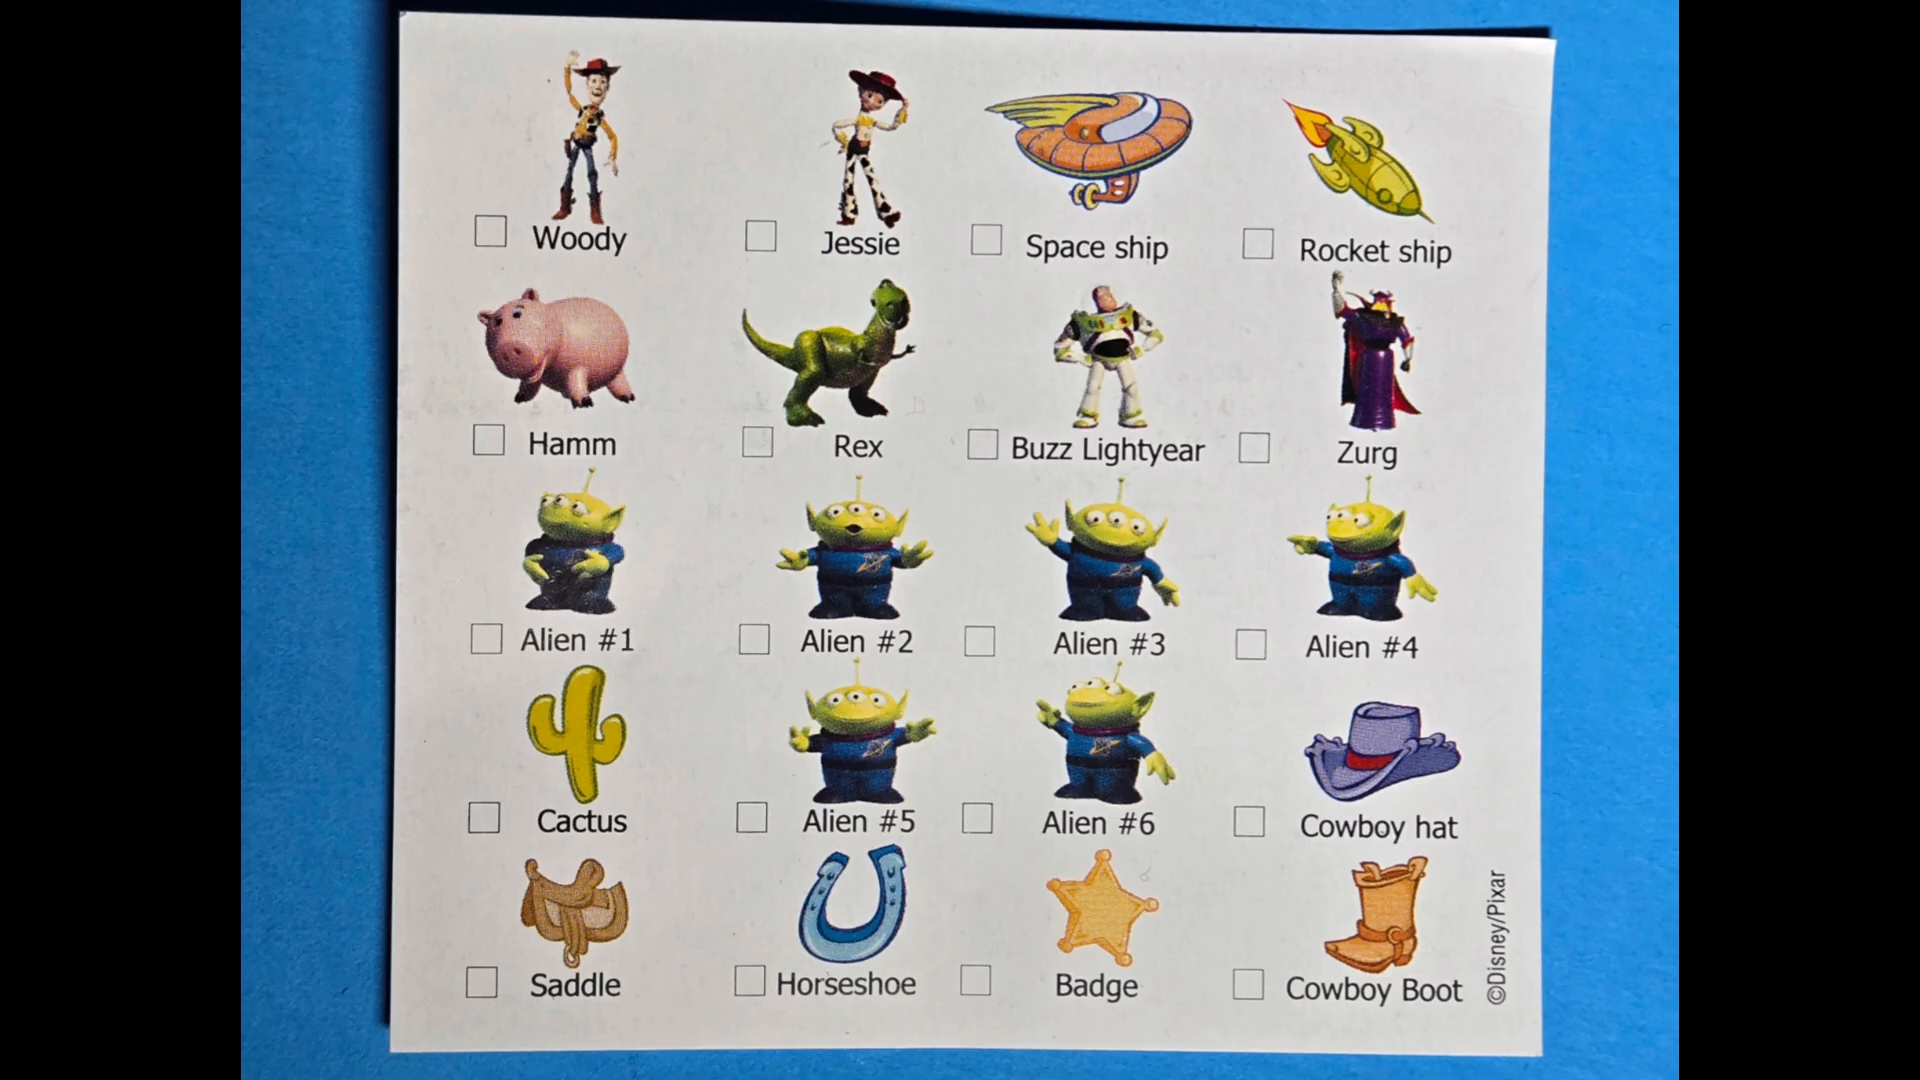 Woody
Jessie
Space ship
Rocket ship
Hamm
Rex
Buzz Lightyear
Zurg
Alien #1
Alien #2
Alien #3
Alien #4
Cactus
Alien #5
Alien #6
Cowboy hat
Saddle
Horseshoe
Badge
Cowboy Boot
©Disney/Pixar